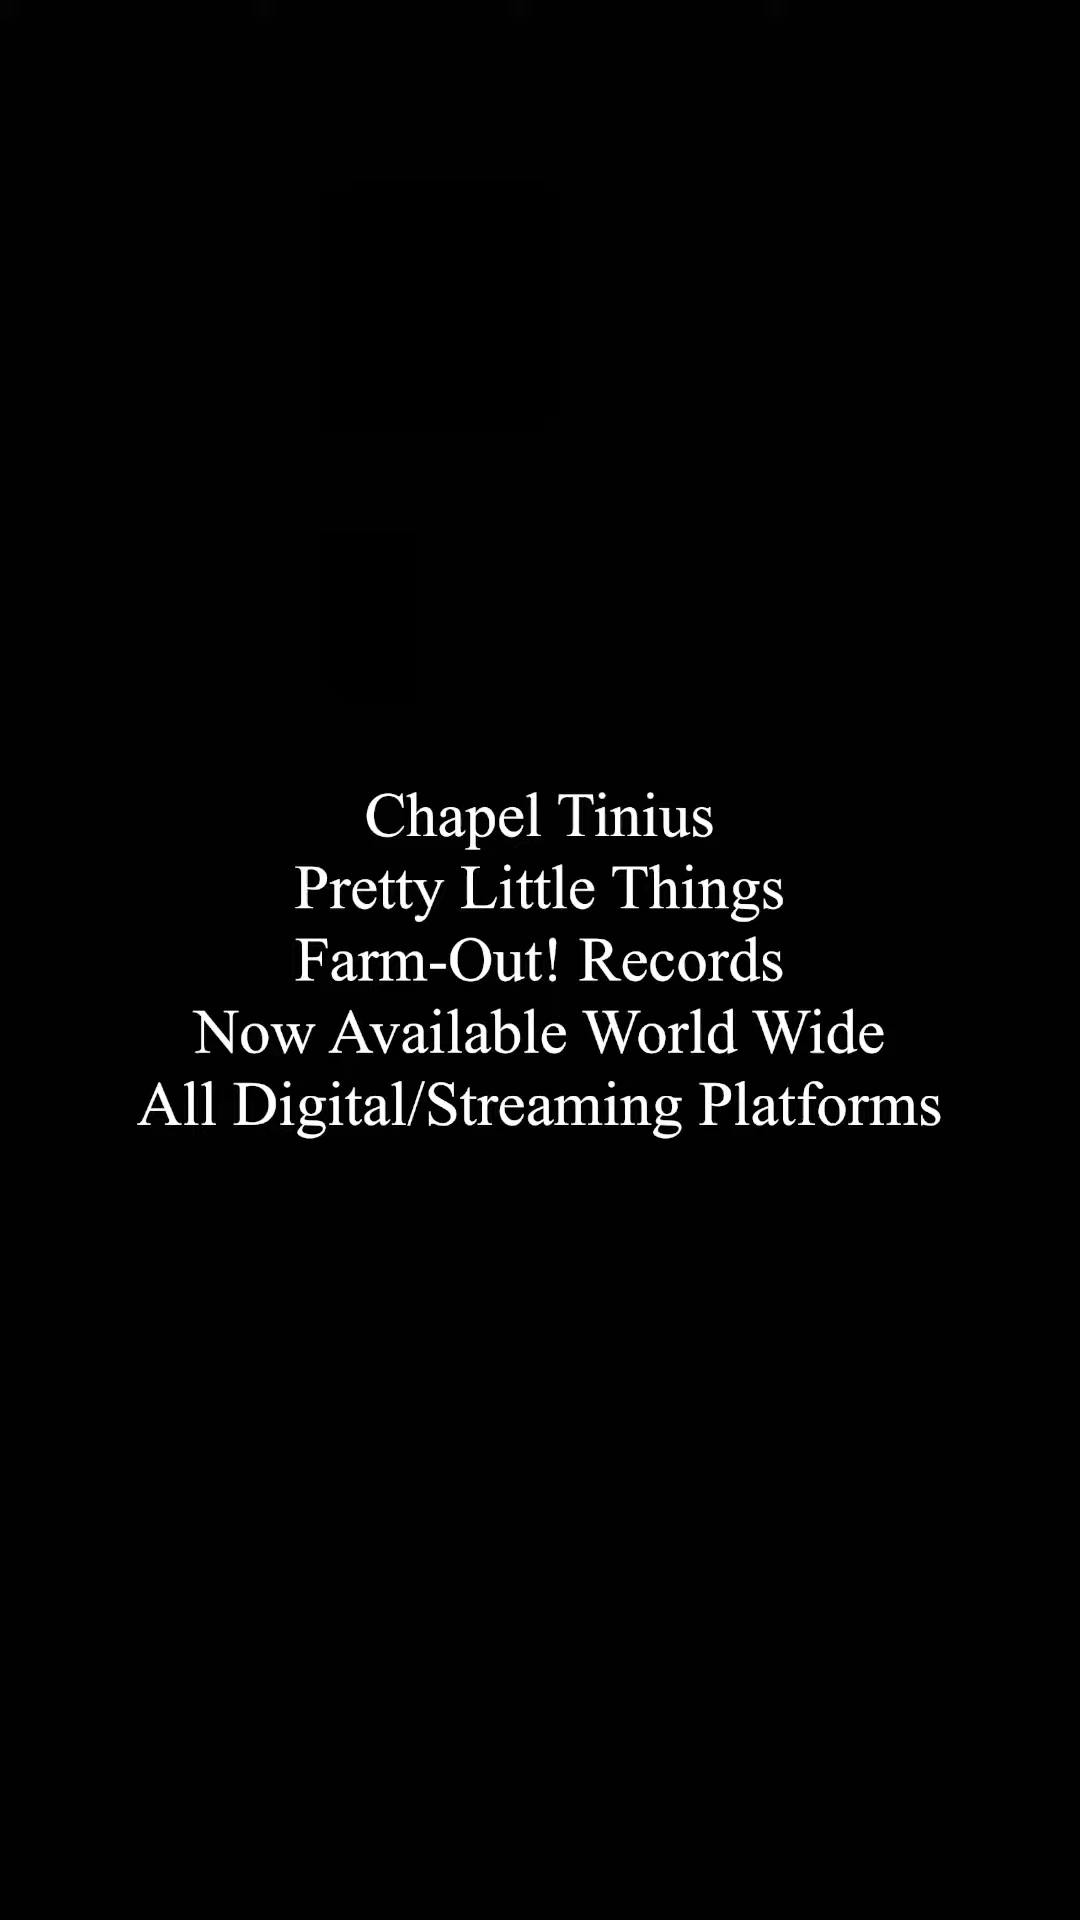 Chapel Tinius
Pretty Little Things
Farm-Out! Records
Now Available World Wide
All Digital/Streaming Platforms